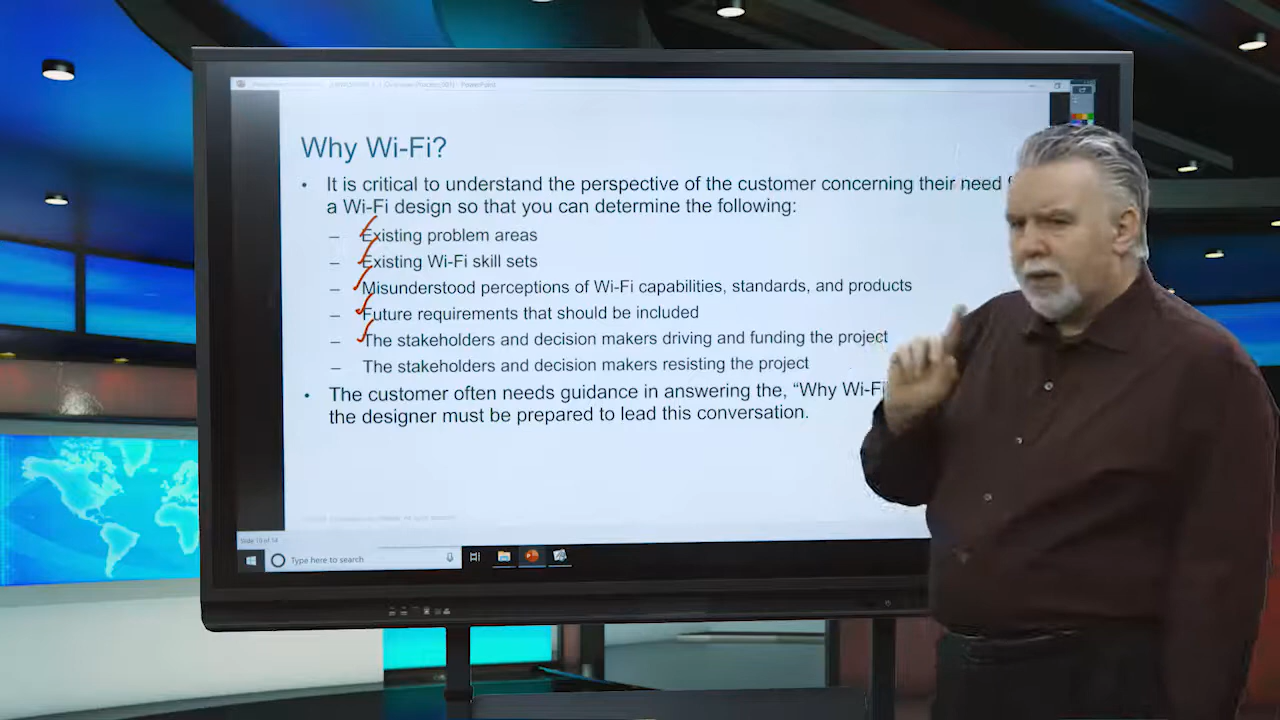 Why Wi-Fi?
• It is critical to understand the perspective of the customer concerning their need
a Wi-Fi design so that you can determine the following:
– Existing problem areas
– Existing Wi-Fi skill sets
– Misunderstood perceptions of Wi-Fi capabilities, standards, and products
– Future requirements that should be included
– The stakeholders and decision makers driving and funding the project
– The stakeholders and decision makers resisting the project
• The customer often needs guidance in answering the, “Why Wi-Fi
the designer must be prepared to lead this conversation.
Slide 10 of 14
Type here to search